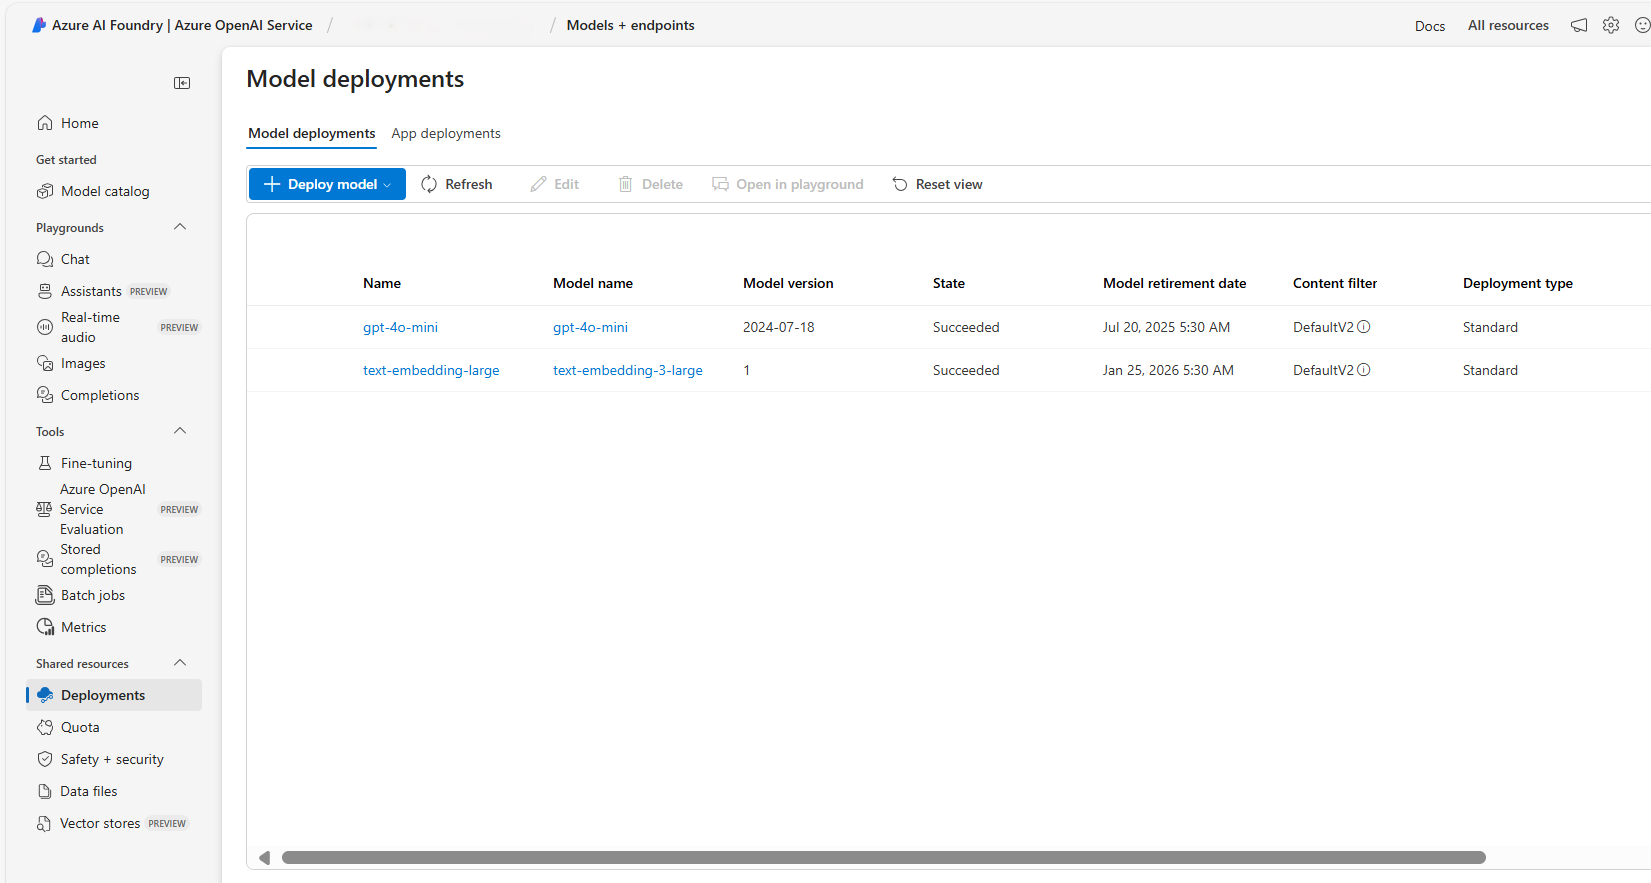 Azure AI Foundry | Azure OpenAI Service / / Models + endpoints
Docs All resources
Home
Get started
Model catalog
Playgrounds
Chat
Assistants PREVIEW
Real-time
audio PREVIEW
Images
Completions
Tools
Fine-tuning
Azure OpenAI
Service
Evaluation PREVIEW
Stored
completions PREVIEW
Batch jobs
Metrics
Shared resources
Deployments
Quota
Safety + security
Data files
Vector stores PREVIEW
Model deployments
Model deployments App deployments
Deploy model Refresh Edit Delete Open in playground Reset view
Name Model name Model version State Model retirement date Content filter Deployment type
gpt-4o-mini gpt-4o-mini 2024-07-18 Succeeded Jul 20, 2025 5:30 AM DefaultV2 Standard
text-embedding-large text-embedding-3-large 1 Succeeded Jan 25, 2026 5:30 AM DefaultV2 Standard